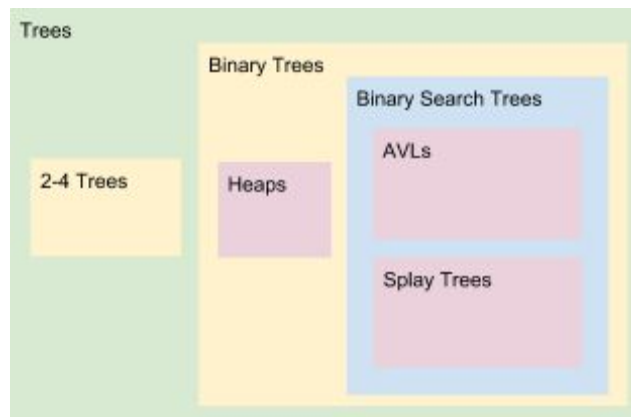 Trees
Binary Trees
Binary Search Trees
AVLs
2-4 Trees
Heaps
Splay Trees